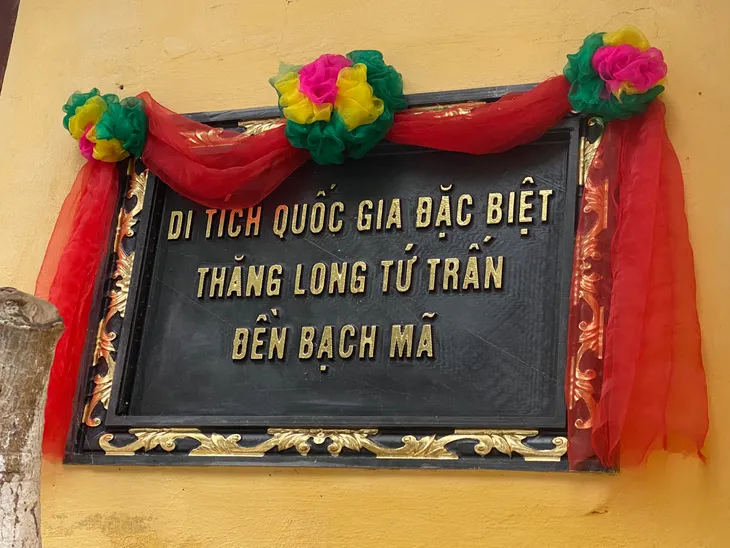 DI TÍCH QUỐC GIA ĐẶC BIỆT
THĂNG LONG TỨ TRẤN
ĐỀN BẠCH MÃ